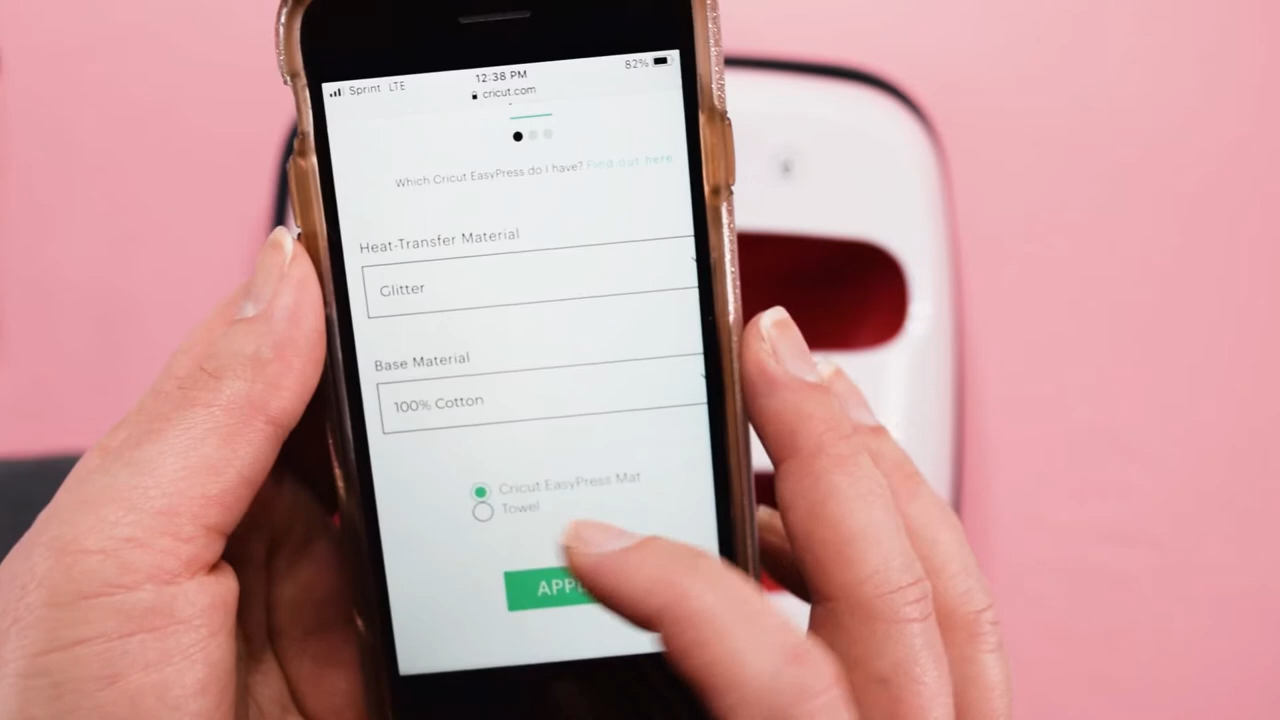 Sprint LTE 12:38 PM 82%
cricut.com
Which Cricut EasyPress do I have? Find out here
Heat-Transfer Material
Glitter
Base Material
100% Cotton
Cricut EasyPress Mat
Towel